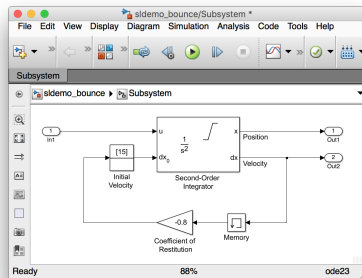 sldemo_bounce/Subsystem *
File Edit View Display Diagram Simulation Analysis Code Tools Help
Subsystem
sldemo_bounce Subsystem
1
In1
u
1
s²
x
Position
1
Out1
[15]
dx₀
dx
Velocity
2
Out2
Initial
Velocity
Second-Order
Integrator
-0.8
Coefficient of
Restitution
Memory
Ready 88% ode23